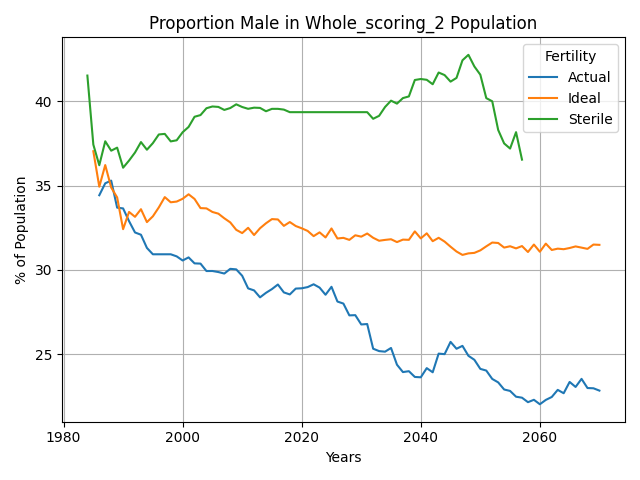 Proportion Male in Whole_scoring_2 Population
Fertility
Actual
Ideal
Sterile
% of Population
40
35
30
25
1980
2000
2020
2040
2060
Years